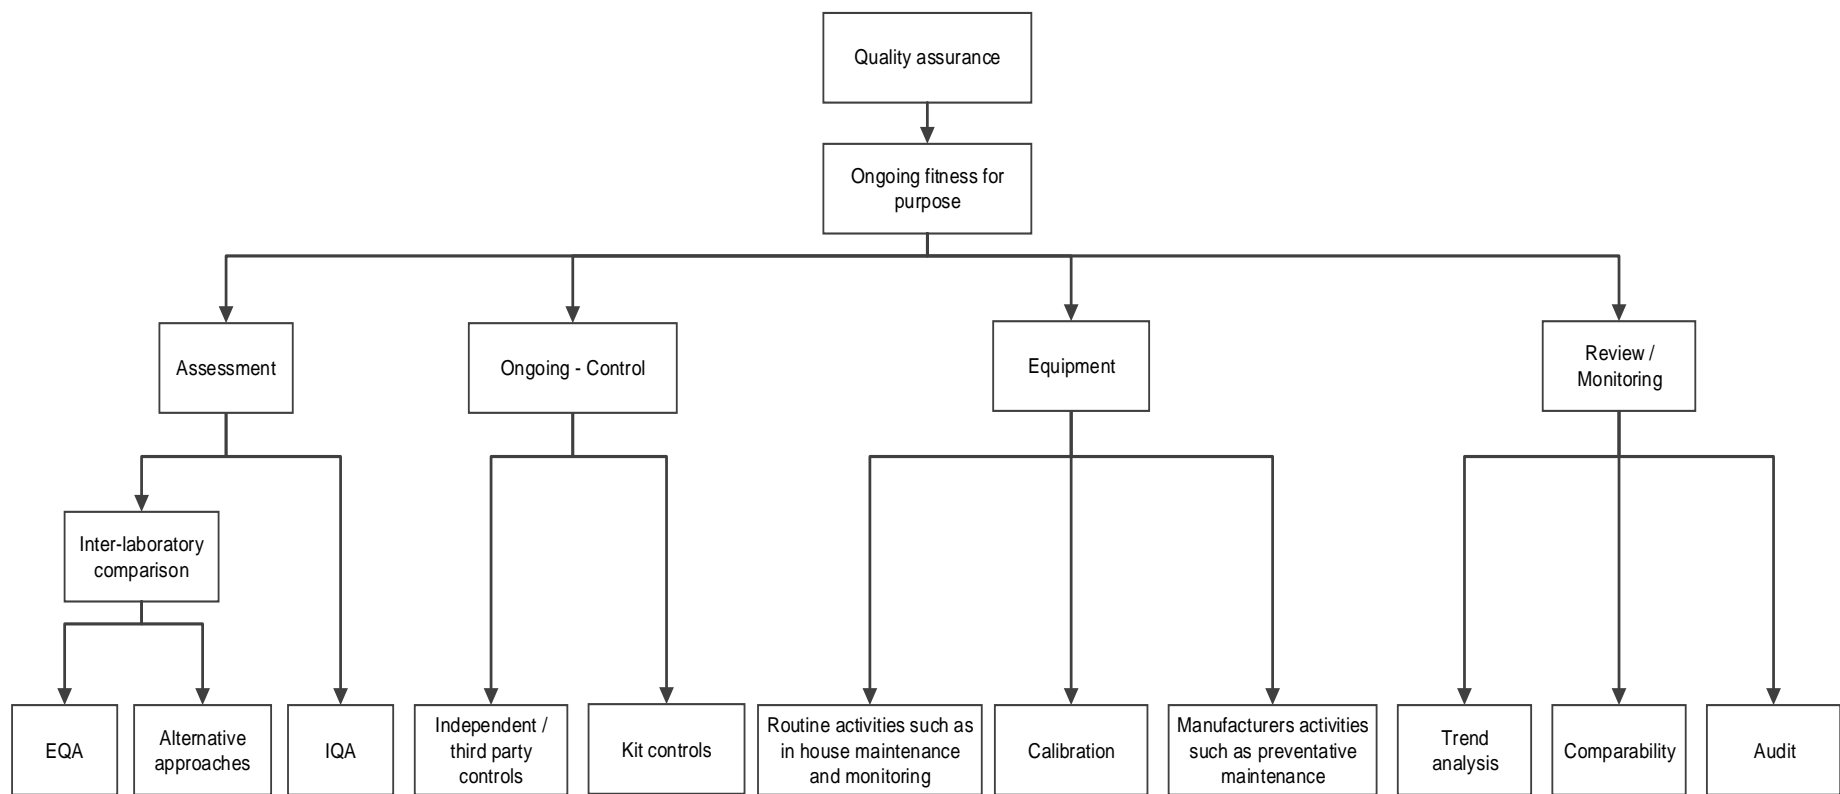 Quality assurance
Ongoing fitness for
purpose
Assessment
Ongoing - Control
Equipment
Review /
Monitoring
Inter-laboratory
comparison
EQA
Alternative
approaches
IQA
Independent /
third party
controls
Kit controls
Routine activities such as
in house maintenance
and monitoring
Calibration
Manufacturers activities
such as preventative
maintenance
Trend
analysis
Comparability
Audit